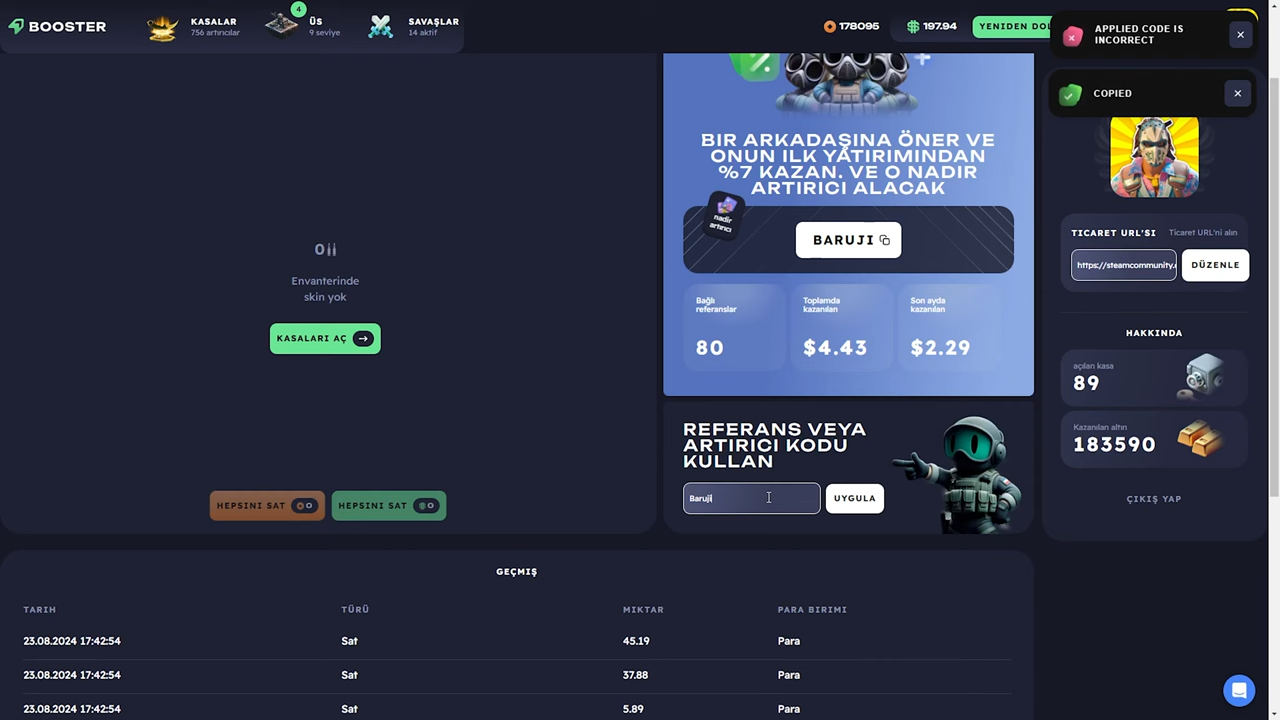 BOOSTER
KASALAR
756 artırıcılar
4
ÜS
9 seviye
SAVAŞLAR
14 aktif
178095
197.94
YENIDEN DOL
APPLIED CODE IS
INCORRECT
COPIED
BIR ARKADAŞINA ÖNER VE
ONUN ILK YATIRIMINDAN
%7 KAZAN. VE O NADIR
ARTIRICI ALACAK
nadir
artırıcı
BARUJI
Bağlı
referanslar
80
Toplamda
kazanılan
$4.43
Son ayda
kazanılan
$2.29
0
Envanterinde
skin yok
KASALARI AÇ
HEPSINI SAT 0
HEPSINI SAT 0
REFERANS VEYA
ARTIRICI KODU
KULLAN
Baruji
UYGULA
TICARET URL'SI
Ticaret URL'ni alın
https://steamcommunity.
DÜZENLE
HAKKINDA
açılan kasa
89
Kazanılan altın
183590
ÇIKIŞ YAP
GEÇMIŞ
TARIH TÜRÜ MIKTAR PARA BIRIMI
23.08.2024 17:42:54 Sat 45.19 Para
23.08.2024 17:42:54 Sat 37.88 Para
23.08.2024 17:42:54 Sat 5.89 Para